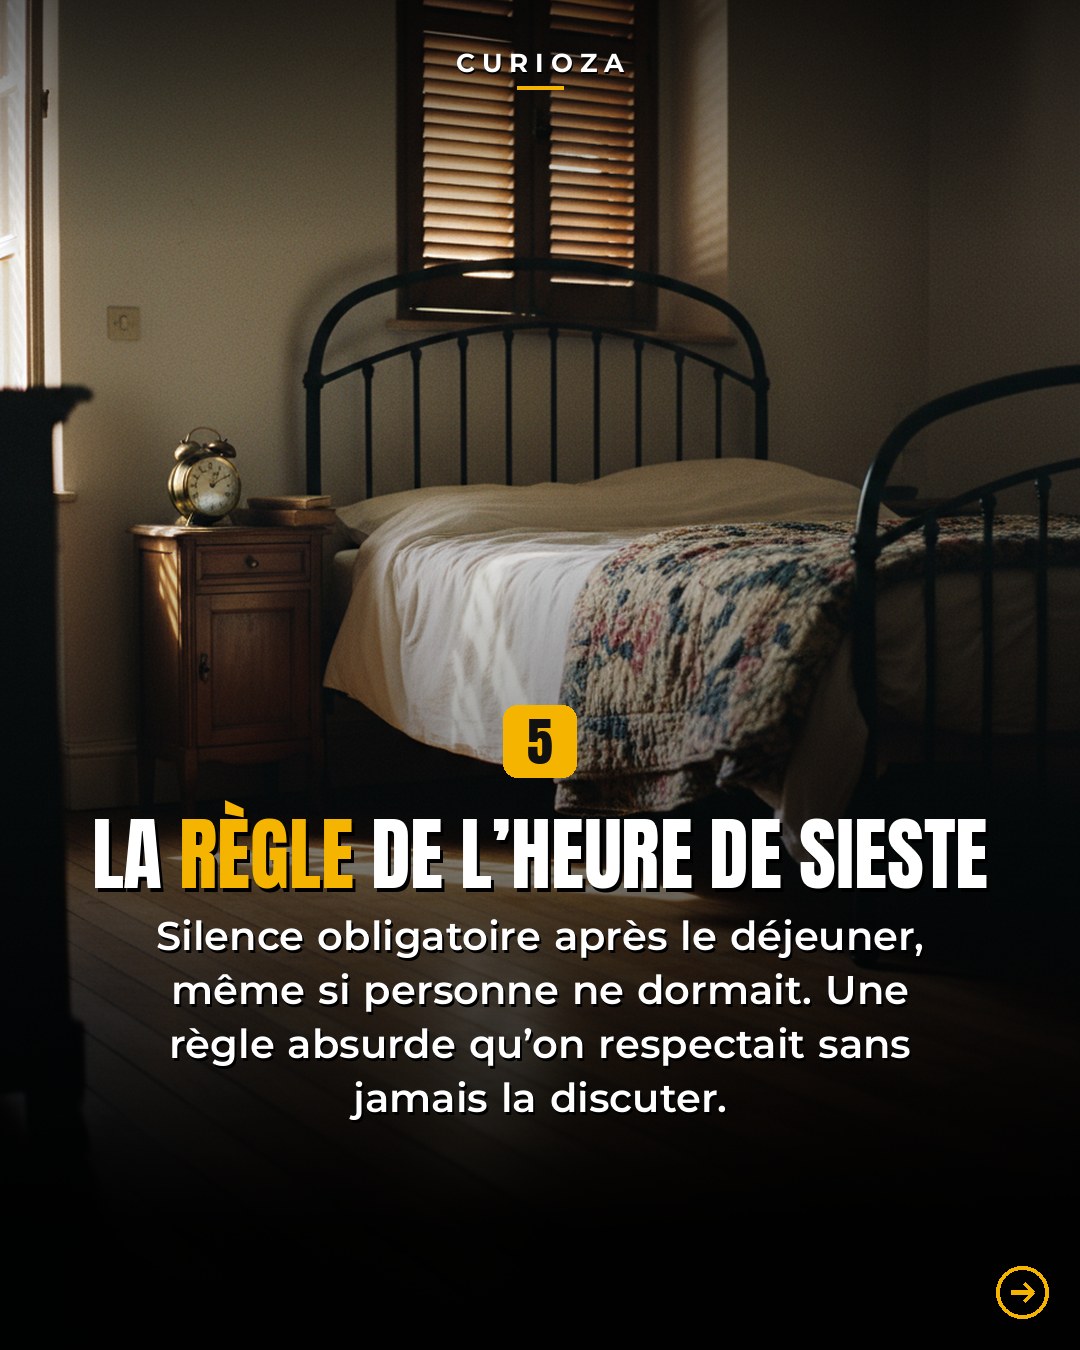 CURIOZA
5
LA RÈGLE DE L’HEURE DE SIESTE
Silence obligatoire après le déjeuner,
même si personne ne dormait. Une
règle absurde qu’on respectait sans
jamais la discuter.